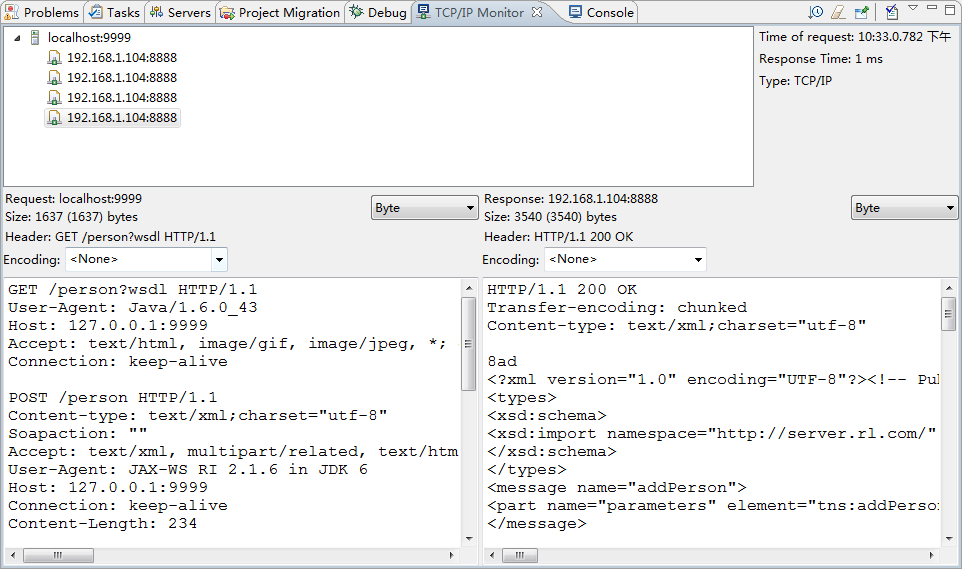 Problems Tasks Servers Project Migration Debug TCP/IP Monitor Console
localhost:9999
192.168.1.104:8888
192.168.1.104:8888
192.168.1.104:8888
192.168.1.104:8888
Time of request: 10:33.0.782 下午
Response Time: 1 ms
Type: TCP/IP
Request: localhost:9999
Size: 1637 (1637) bytes
Byte
Header: GET /person?wsdl HTTP/1.1
Encoding: <None>
GET /person?wsdl HTTP/1.1
User-Agent: Java/1.6.0_43
Host: 127.0.0.1:9999
Accept: text/html, image/gif, image/jpeg, *;
Connection: keep-alive
POST /person HTTP/1.1
Content-type: text/xml;charset="utf-8"
Soapaction: ""
Accept: text/xml, multipart/related, text/htm
User-Agent: JAX-WS RI 2.1.6 in JDK 6
Host: 127.0.0.1:9999
Connection: keep-alive
Content-Length: 234
Response: 192.168.1.104:8888
Size: 3540 (3540) bytes
Byte
Header: HTTP/1.1 200 OK
Encoding: <None>
HTTP/1.1 200 OK
Transfer-encoding: chunked
Content-type: text/xml;charset="utf-8"
8ad
<?xml version="1.0" encoding="UTF-8"?><!-- Pu
<types>
<xsd:schema>
<xsd:import namespace="http://server.rl.com/"
</xsd:schema>
</types>
<message name="addPerson">
<part name="parameters" element="tns:addPerso
</message>